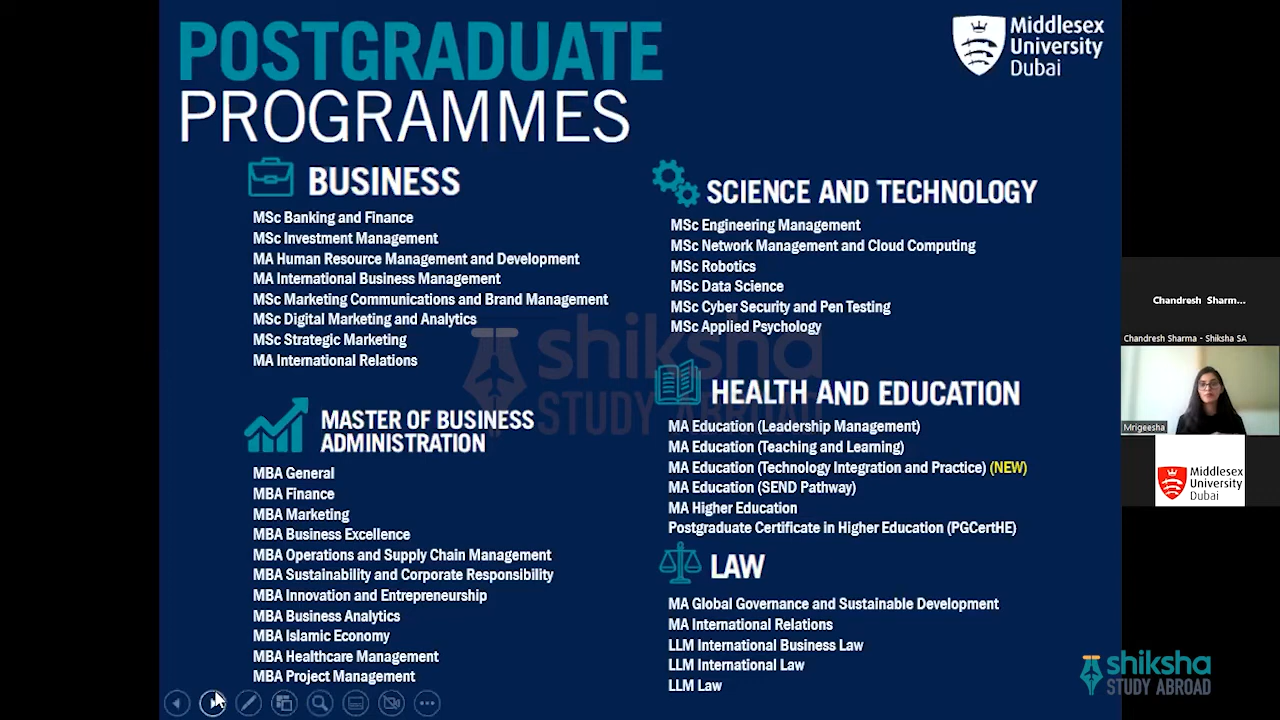 POSTGRADUATE
PROGRAMMES
Middlesex
University
Dubai
BUSINESS
MSc Banking and Finance
MSc Investment Management
MA Human Resource Management and Development
MA International Business Management
MSc Marketing Communications and Brand Management
MSc Digital Marketing and Analytics
MSc Strategic Marketing
MA International Relations
MASTER OF BUSINESS
ADMINISTRATION
MBA General
MBA Finance
MBA Marketing
MBA Business Excellence
MBA Operations and Supply Chain Management
MBA Sustainability and Corporate Responsibility
MBA Innovation and Entrepreneurship
MBA Business Analytics
MBA Islamic Economy
MBA Healthcare Management
MBA Project Management
SCIENCE AND TECHNOLOGY
MSc Engineering Management
MSc Network Management and Cloud Computing
MSc Robotics
MSc Data Science
MSc Cyber Security and Pen Testing
MSc Applied Psychology
HEALTH AND EDUCATION
MA Education (Leadership Management)
MA Education (Teaching and Learning)
MA Education (Technology Integration and Practice) (NEW)
MA Education (SEND Pathway)
MA Higher Education
Postgraduate Certificate in Higher Education (PGCertHE)
LAW
MA Global Governance and Sustainable Development
MA International Relations
LLM International Business Law
LLM International Law
LLM Law
shiksha
STUDY ABROAD
Chandresh Sharm...
Chandresh Sharma - Shiksha SA
Mrigeesha
Middlesex
University
Dubai
shiksha
STUDY ABROAD